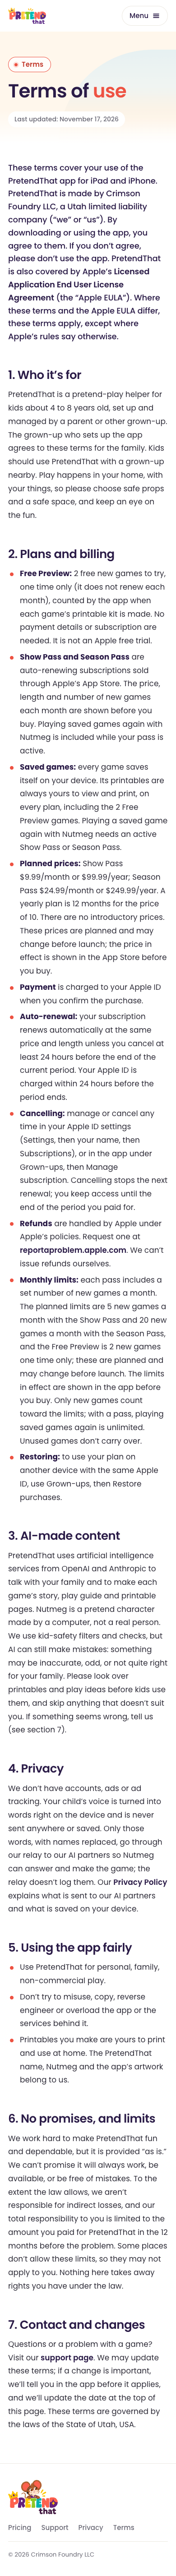 PRETEND
that
Menu
Terms
Terms of use
Last updated: November 17, 2026
These terms cover your use of the
PretendThat app for iPad and iPhone.
PretendThat is made by Crimson
Foundry LLC, a Utah limited liability
company (“we” or “us”). By
downloading or using the app, you
agree to them. If you don’t agree,
please don’t use the app. PretendThat
is also covered by Apple’s Licensed
Application End User License
Agreement (the “Apple EULA”). Where
these terms and the Apple EULA differ,
these terms apply, except where
Apple’s rules say otherwise.
1. Who it’s for
PretendThat is a pretend-play helper for
kids about 4 to 8 years old, set up and
managed by a parent or other grown-up.
The grown-up who sets up the app
agrees to these terms for the family. Kids
should use PretendThat with a grown-up
nearby. Play happens in your home, with
your things, so please choose safe props
and a safe space, and keep an eye on
the fun.
2. Plans and billing
Free Preview: 2 free new games to try,
one time only (it does not renew each
month), counted by the app when
each game’s printable kit is made. No
payment details or subscription are
needed. It is not an Apple free trial.
Show Pass and Season Pass are
auto-renewing subscriptions sold
through Apple’s App Store. The price,
length and number of new games
each month are shown before you
buy. Playing saved games again with
Nutmeg is included while your pass is
active.
Saved games: every game saves
itself on your device. Its printables are
always yours to view and print, on
every plan, including the 2 Free
Preview games. Playing a saved game
again with Nutmeg needs an active
Show Pass or Season Pass.
Planned prices: Show Pass
$9.99/month or $99.99/year; Season
Pass $24.99/month or $249.99/year. A
yearly plan is 12 months for the price
of 10. There are no introductory prices.
These prices are planned and may
change before launch; the price in
effect is shown in the App Store before
you buy.
Payment is charged to your Apple ID
when you confirm the purchase.
Auto-renewal: your subscription
renews automatically at the same
price and length unless you cancel at
least 24 hours before the end of the
current period. Your Apple ID is
charged within 24 hours before the
period ends.
Cancelling: manage or cancel any
time in your Apple ID settings
(Settings, then your name, then
Subscriptions), or in the app under
Grown-ups, then Manage
subscription. Cancelling stops the next
renewal; you keep access until the
end of the period you paid for.
Refunds are handled by Apple under
Apple’s policies. Request one at
reportaproblem.apple.com. We can’t
issue refunds ourselves.
Monthly limits: each pass includes a
set number of new games a month.
The planned limits are 5 new games a
month with the Show Pass and 20 new
games a month with the Season Pass,
and the Free Preview is 2 new games
one time only; these are planned and
may change before launch. The limits
in effect are shown in the app before
you buy. Only new games count
toward the limits; with a pass, playing
saved games again is unlimited.
Unused games don’t carry over.
Restoring: to use your plan on
another device with the same Apple
ID, use Grown-ups, then Restore
purchases.
3. AI-made content
PretendThat uses artificial intelligence
services from OpenAI and Anthropic to
talk with your family and to make each
game’s story, play guide and printable
pages. Nutmeg is a pretend character
made by a computer, not a real person.
We use kid-safety filters and checks, but
AI can still make mistakes: something
may be inaccurate, odd, or not quite right
for your family. Please look over
printables and play ideas before kids use
them, and skip anything that doesn’t suit
you. If something seems wrong, tell us
(see section 7).
4. Privacy
We don’t have accounts, ads or ad
tracking. Your child’s voice is turned into
words right on the device and is never
sent anywhere or saved. Only those
words, with names replaced, go through
our relay to our AI partners so Nutmeg
can answer and make the game; the
relay doesn’t log them. Our Privacy Policy
explains what is sent to our AI partners
and what is saved on your device.
5. Using the app fairly
Use PretendThat for personal, family,
non-commercial play.
Don’t try to misuse, copy, reverse
engineer or overload the app or the
services behind it.
Printables you make are yours to print
and use at home. The PretendThat
name, Nutmeg and the app’s artwork
belong to us.
6. No promises, and limits
We work hard to make PretendThat fun
and dependable, but it is provided “as is.”
We can’t promise it will always work, be
available, or be free of mistakes. To the
extent the law allows, we aren’t
responsible for indirect losses, and our
total responsibility to you is limited to the
amount you paid for PretendThat in the 12
months before the problem. Some places
don’t allow these limits, so they may not
apply to you. Nothing here takes away
rights you have under the law.
7. Contact and changes
Questions or a problem with a game?
Visit our support page. We may update
these terms; if a change is important,
we’ll tell you in the app before it applies,
and we’ll update the date at the top of
this page. These terms are governed by
the laws of the State of Utah, USA.
PRETEND
that
Pricing Support Privacy Terms
© 2026 Crimson Foundry LLC